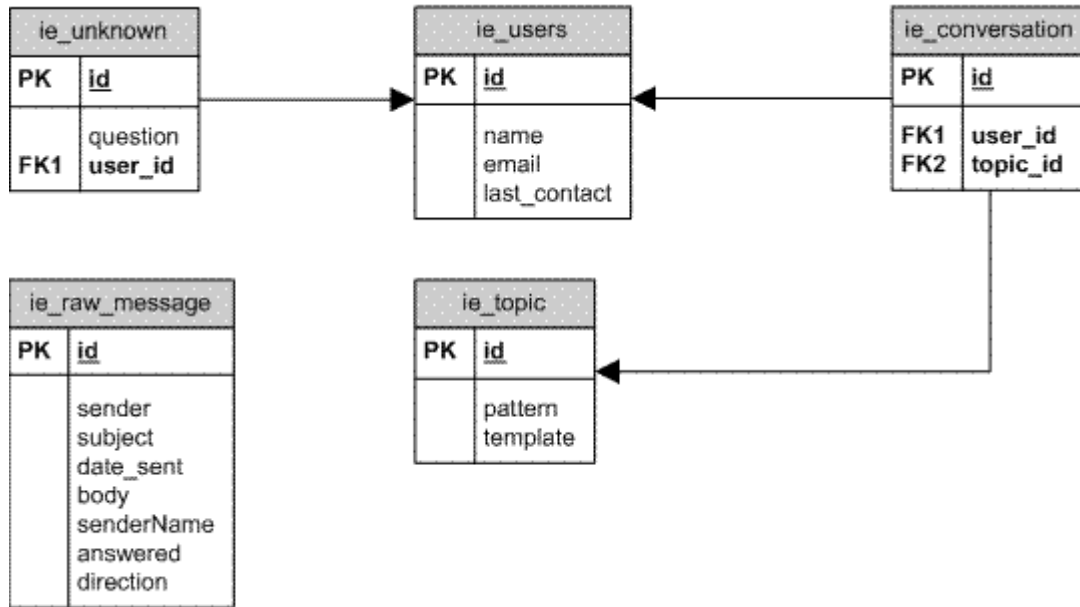 ie_unknown
PK id
question
FK1 user_id
ie_users
PK id
name
email
last_contact
ie_conversation
PK id
FK1 user_id
FK2 topic_id
ie_raw_message
PK id
sender
subject
date_sent
body
senderName
answered
direction
ie_topic
PK id
pattern
template